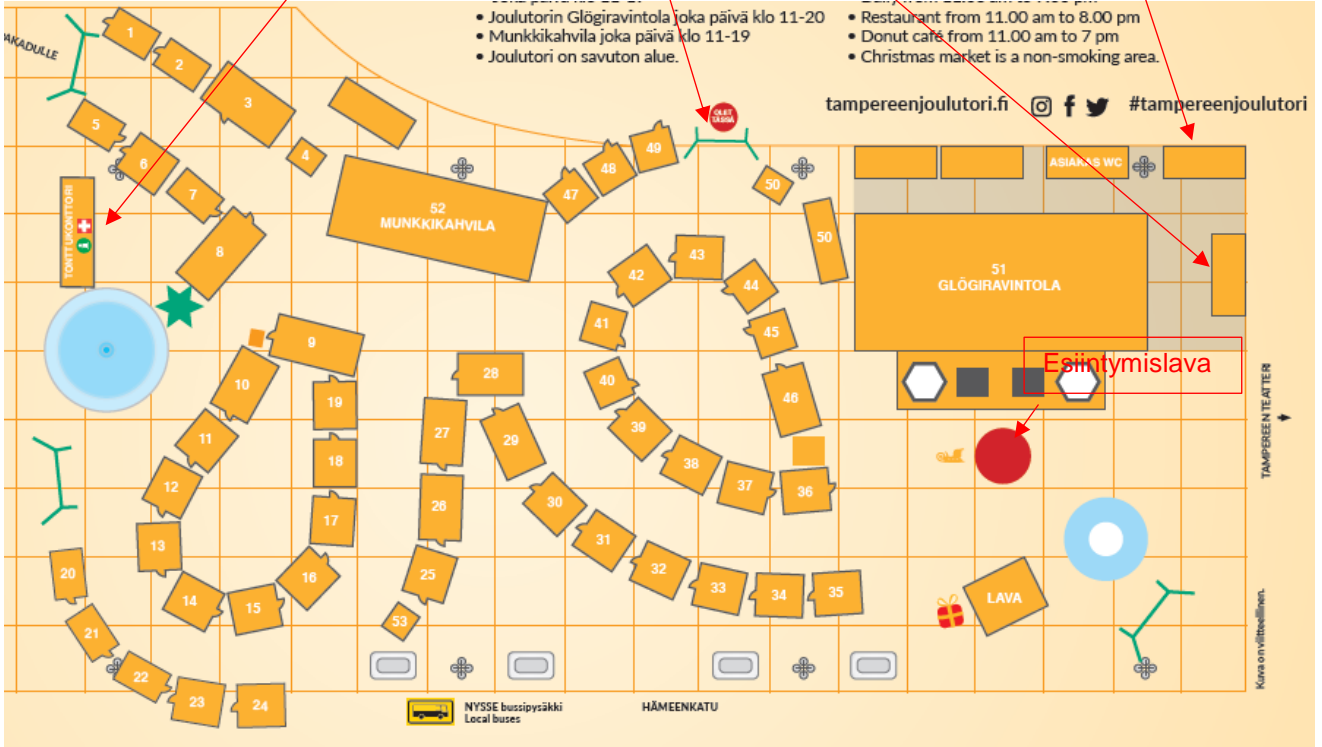 • Joulutorin Glögiravintola joka päivä klo 11-20
• Munkkikahvila joka päivä klo 11-19
• Joulutori on savuton alue.
• Restaurant from 11.00 am to 8.00 pm
• Donut café from 11.00 am to 7 pm
• Christmas market is a non-smoking area.
tampereenjoulutori.fi #tampereenjoulutori
OLET
TÄSSÄ
1
2
3
4
5
6
7
8
TONTTUKONTTORI
52
MUNKKIKAHVILA
47
48
49
50
50
ASIAKAS WC
51
GLÖGIRAVINTOLA
Esiintymislava
9
10
11
12
13
14
15
16
17
18
19
20
21
22
23
24
25
26
27
28
29
30
31
32
33
34
35
36
37
38
39
40
41
42
43
44
45
46
53
LAVA
TAMPEREEN TEATTERI
Kuva on viitteellinen.
NYSSE bussipysäkki
Local buses
HÄMEENKATU